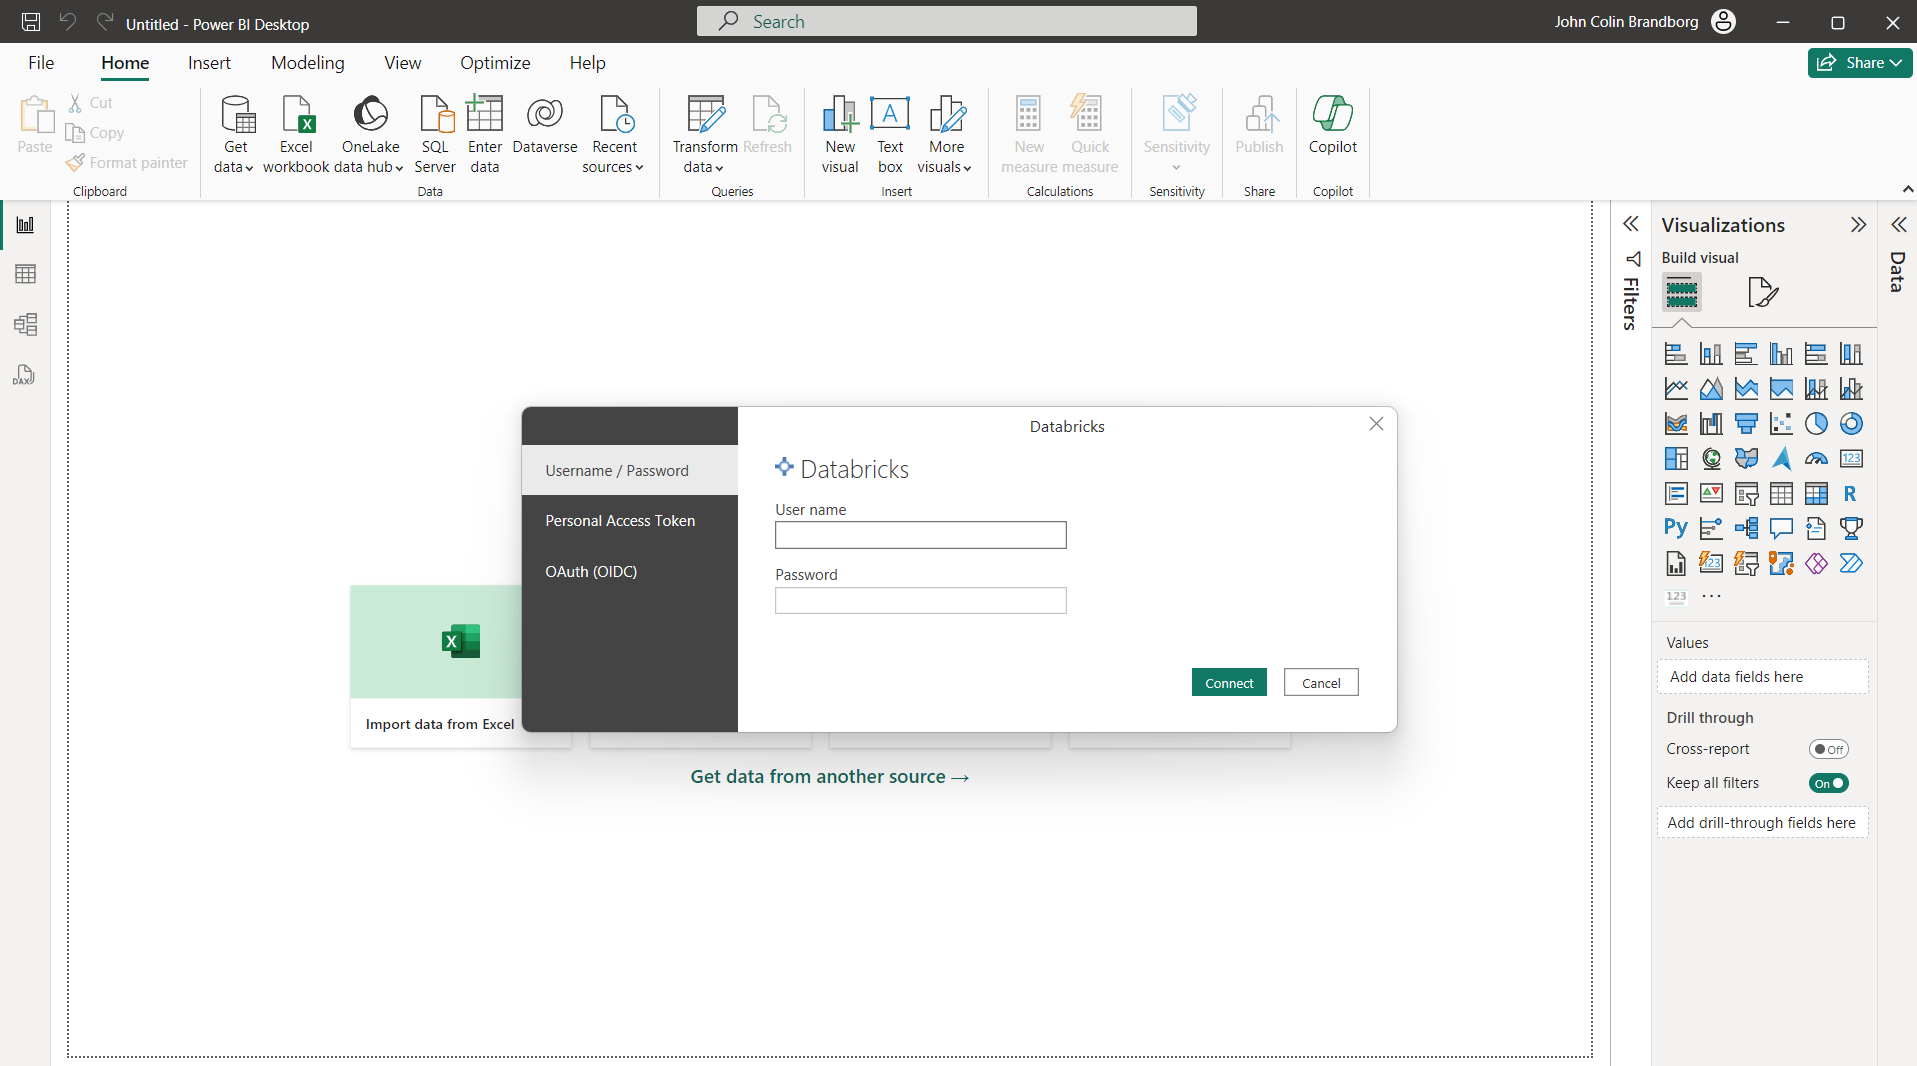 Untitled - Power BI Desktop
Search
John Colin Brandborg
File
Home
Insert
Modeling
View
Optimize
Help
Share
Paste
Cut
Copy
Format painter
Clipboard
Get
data
Excel
workbook
OneLake
data hub
SQL
Server
Enter
data
Dataverse
Recent
sources
Data
Transform
data
Refresh
Queries
New
visual
A
Text
box
More
visuals
Insert
New
measure
Quick
measure
Calculations
Sensitivity
Sensitivity
Publish
Share
Copilot
Copilot
DAX
Filters
Visualizations
Build visual
Data
123
R
Py
123
123
Values
Add data fields here
Drill through
Cross-report
Off
Keep all filters
On
Add drill-through fields here
Databricks
Username / Password
Personal Access Token
OAuth (OIDC)
Databricks
User name
Password
Connect
Cancel
X
Import data from Excel
Get data from another source →